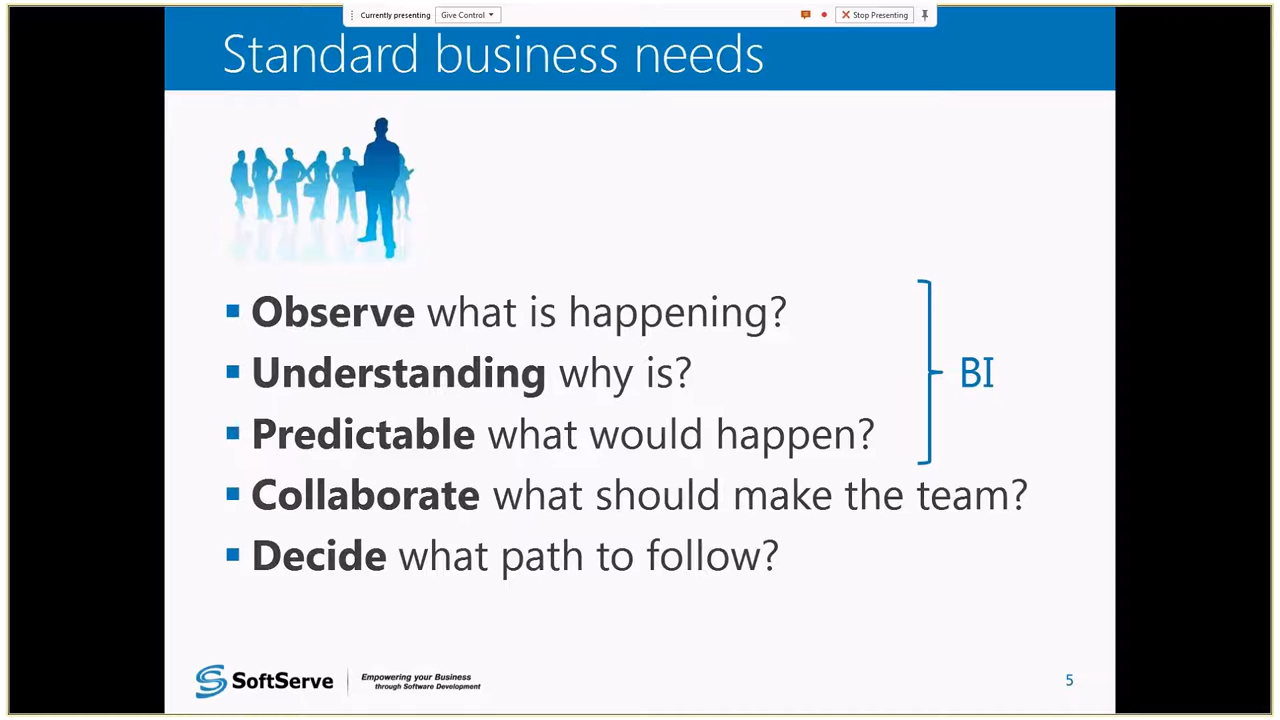 Currently presenting Give Control Stop Presenting
Standard business needs
Observe what is happening?
Understanding why is?
BI
Predictable what would happen?
Collaborate what should make the team?
Decide what path to follow?
SoftServe
Empowering your Business
through Software Development
5